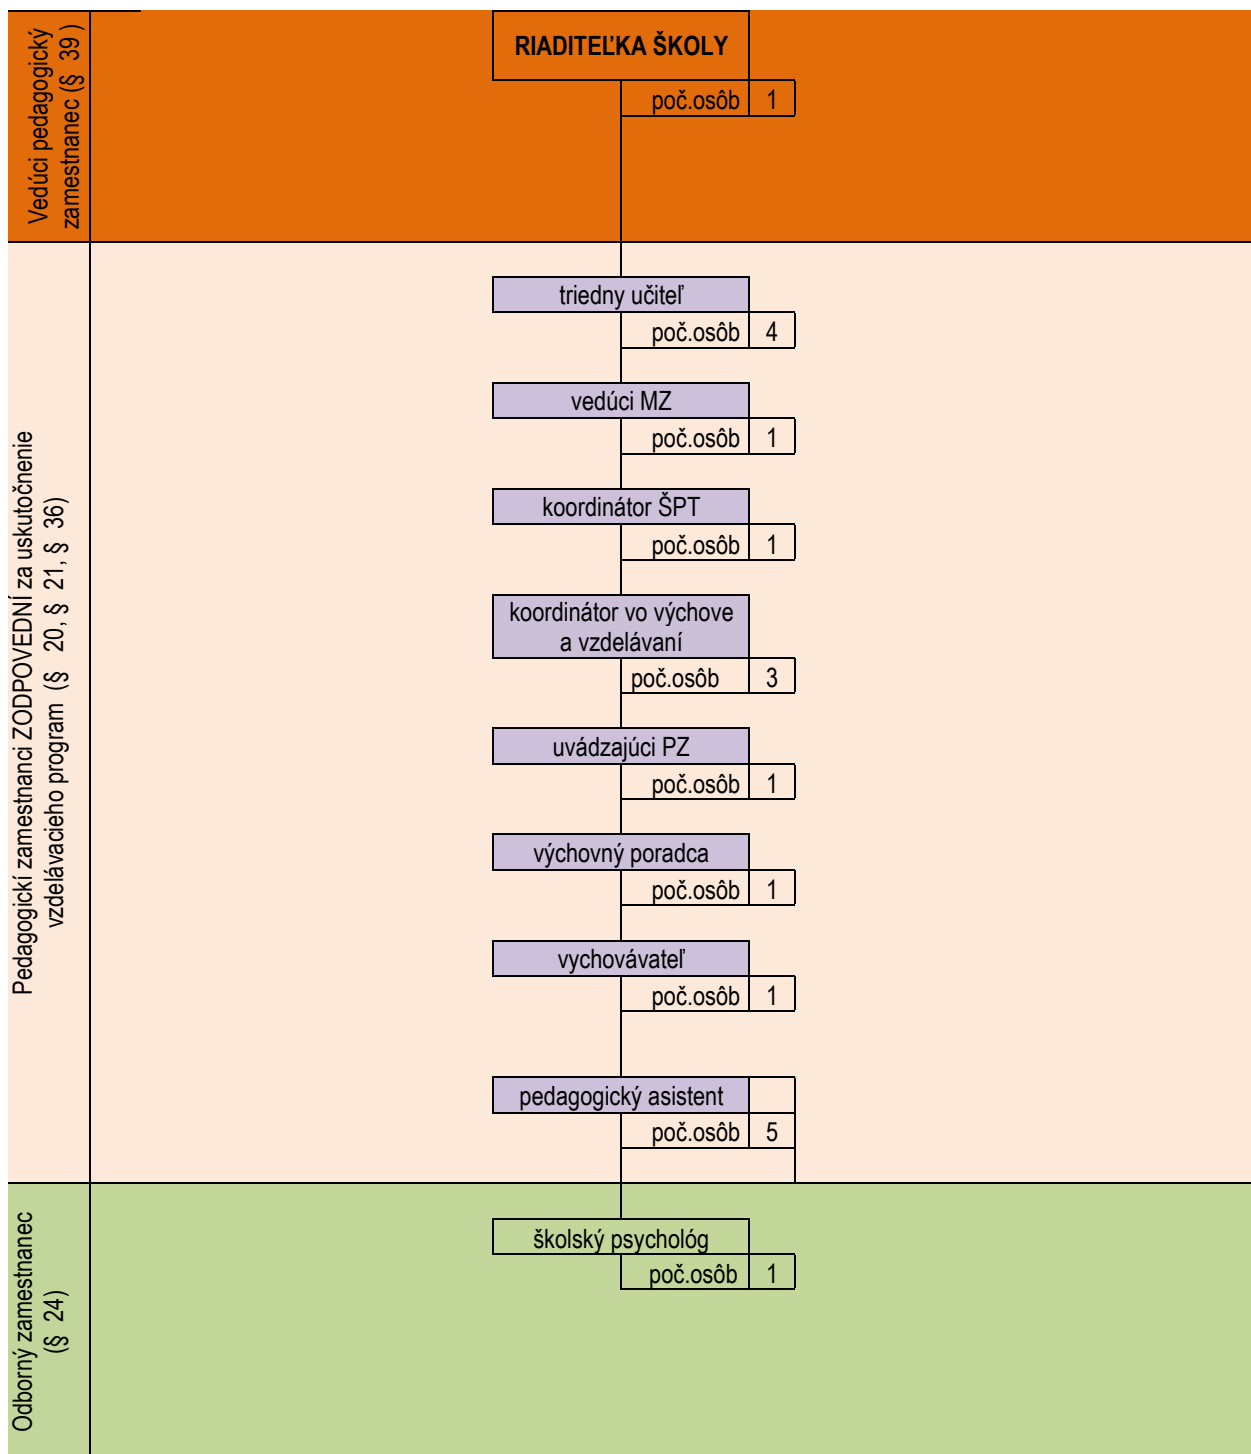 Vedúci pedagogický
zamestnanec (§ 39 )
RIADITEĽKA ŠKOLY
poč.osôb 1
Pedagogickí zamestnanci ZODPOVEDNÍ za uskutočnenie
vzdelávacieho program (§ 20, § 21, § 36)
triedny učiteľ
poč.osôb 4
vedúci MZ
poč.osôb 1
koordinátor ŠPT
poč.osôb 1
koordinátor vo výchove
a vzdelávaní
poč.osôb 3
uvádzajúci PZ
poč.osôb 1
výchovný poradca
poč.osôb 1
vychovávateľ
poč.osôb 1
pedagogický asistent
poč.osôb 5
Odborný zamestnanec
(§ 24)
školský psychológ
poč.osôb 1